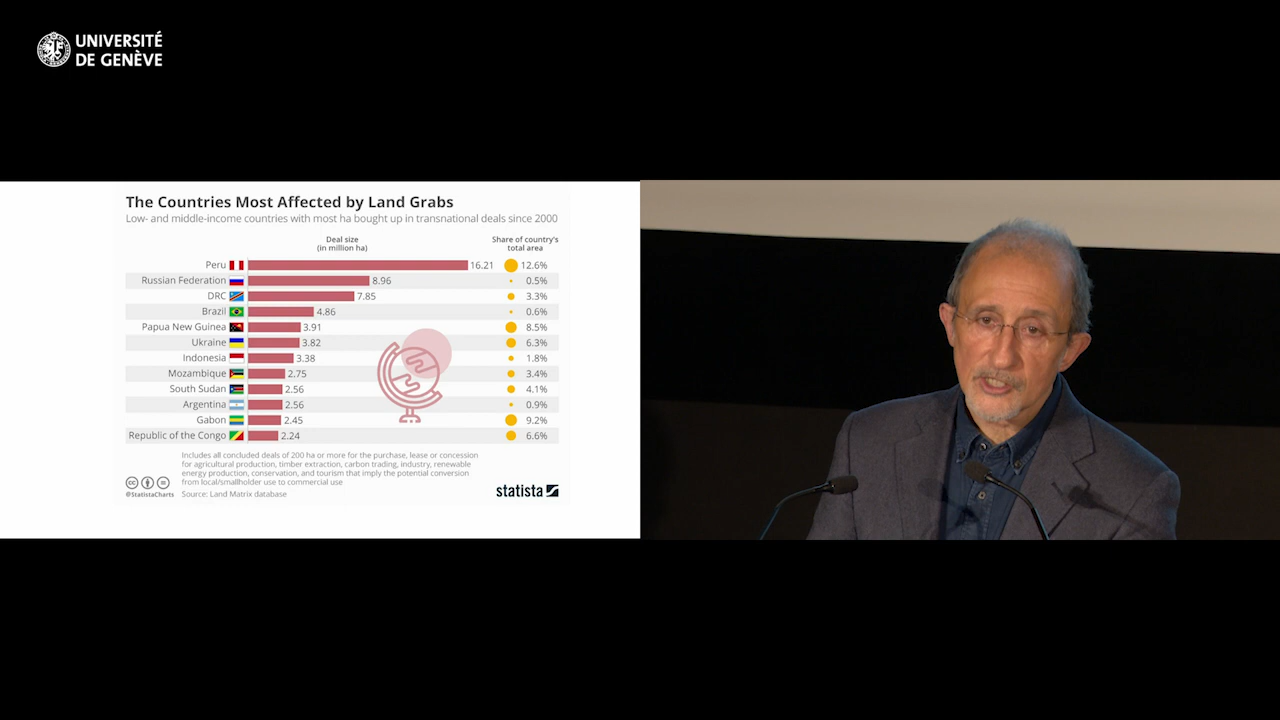 UNIVERSITÉ
DE GENÈVE
The Countries Most Affected by Land Grabs
Low- and middle-income countries with most ha bought up in transnational deals since 2000
Deal size
(in million ha)
Share of country's
total area
Peru 16.21 12.6%
Russian Federation 8.96 0.5%
DRC 7.85 3.3%
Brazil 4.86 0.6%
Papua New Guinea 3.91 8.5%
Ukraine 3.82 6.3%
Indonesia 3.38 1.8%
Mozambique 2.75 3.4%
South Sudan 2.56 4.1%
Argentina 2.56 0.9%
Gabon 2.45 9.2%
Republic of the Congo 2.24 6.6%
Includes all concluded deals of 200 ha or more for the purchase, lease or concession
for agricultural production, timber extraction, carbon trading, industry, renewable
energy production, conservation, and tourism that imply the potential conversion
from local/smallholder use to commercial use
@StatistaCharts Source: Land Matrix database
statista